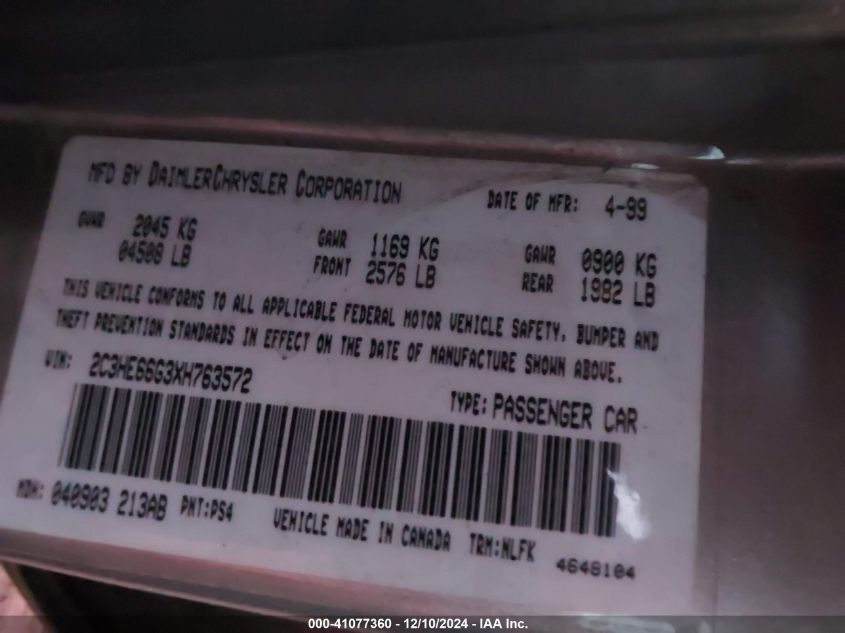 MFD BY DAIMLERCHRYSLER CORPORATION DATE OF MFR: 4-99
GVWR 2045 KG GAWR 1169 KG GAWR 0900 KG
04508 LB FRONT 2576 LB REAR 1982 LB
THIS VEHICLE CONFORMS TO ALL APPLICABLE FEDERAL MOTOR VEHICLE SAFETY, BUMPER AND
THEFT PREVENTION STANDARDS IN EFFECT ON THE DATE OF MANUFACTURE SHOWN ABOVE.
VIN: 2C3HE66G3XH763572 TYPE: PASSENGER CAR
MDH: 040903 213AB PNT:PS4 VEHICLE MADE IN CANADA TRM:NLFK 4648104
000-41077360 - 12/10/2024 - IAA Inc.